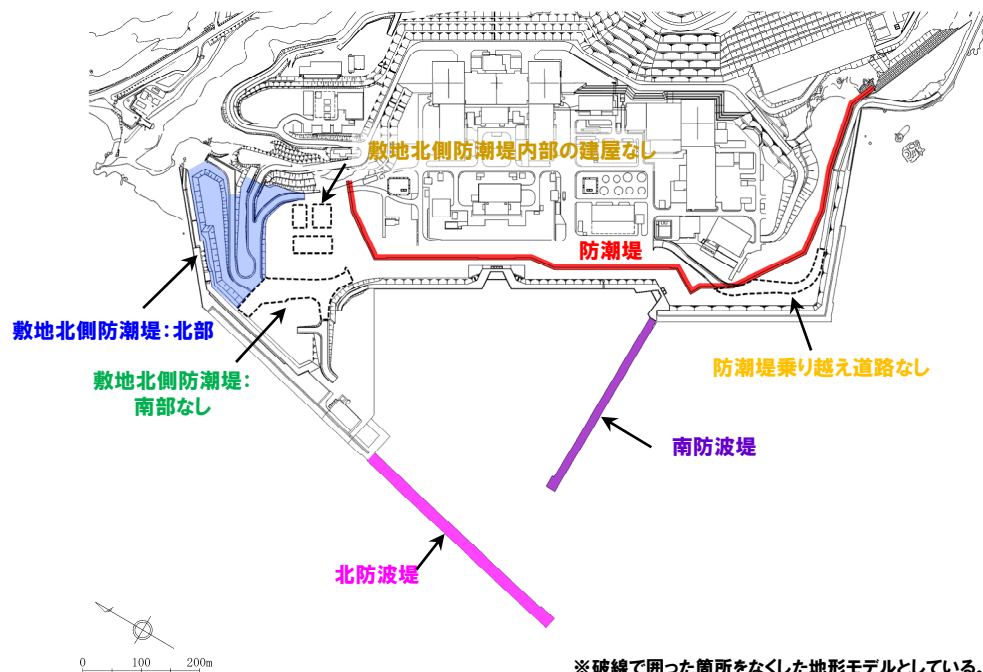 敷地北側防潮堤内部の建屋なし
防潮堤
敷地北側防潮堤：北部
敷地北側防潮堤：
南部なし
防潮堤乗り越え道路なし
南防波堤
北防波堤
0 100 200m
※破線で囲った箇所をなくした地形モデルとしている。